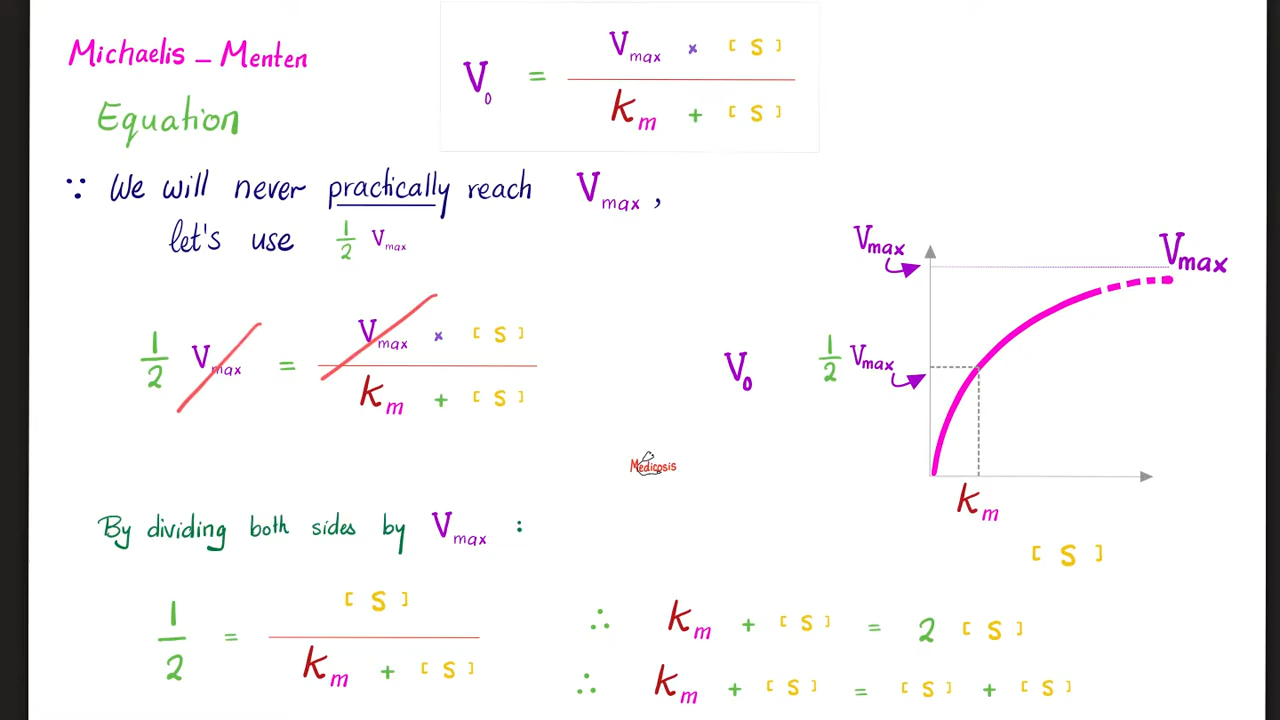 Michaelis - Menten
Equation
V₀ = Vmax × [ S ] / Km + [ S ]
∵ We will never practically reach Vmax ,
let's use 1/2 Vmax
1/2 Vmax = Vmax × [ S ] / Km + [ S ]
By dividing both sides by Vmax :
1/2 = [ S ] / Km + [ S ]
Vmax
Vmax
V₀
1/2 Vmax
Km
[ S ]
Medicosis
∴ Km + [ S ] = 2 [ S ]
∴ Km + [ S ] = [ S ] + [ S ]